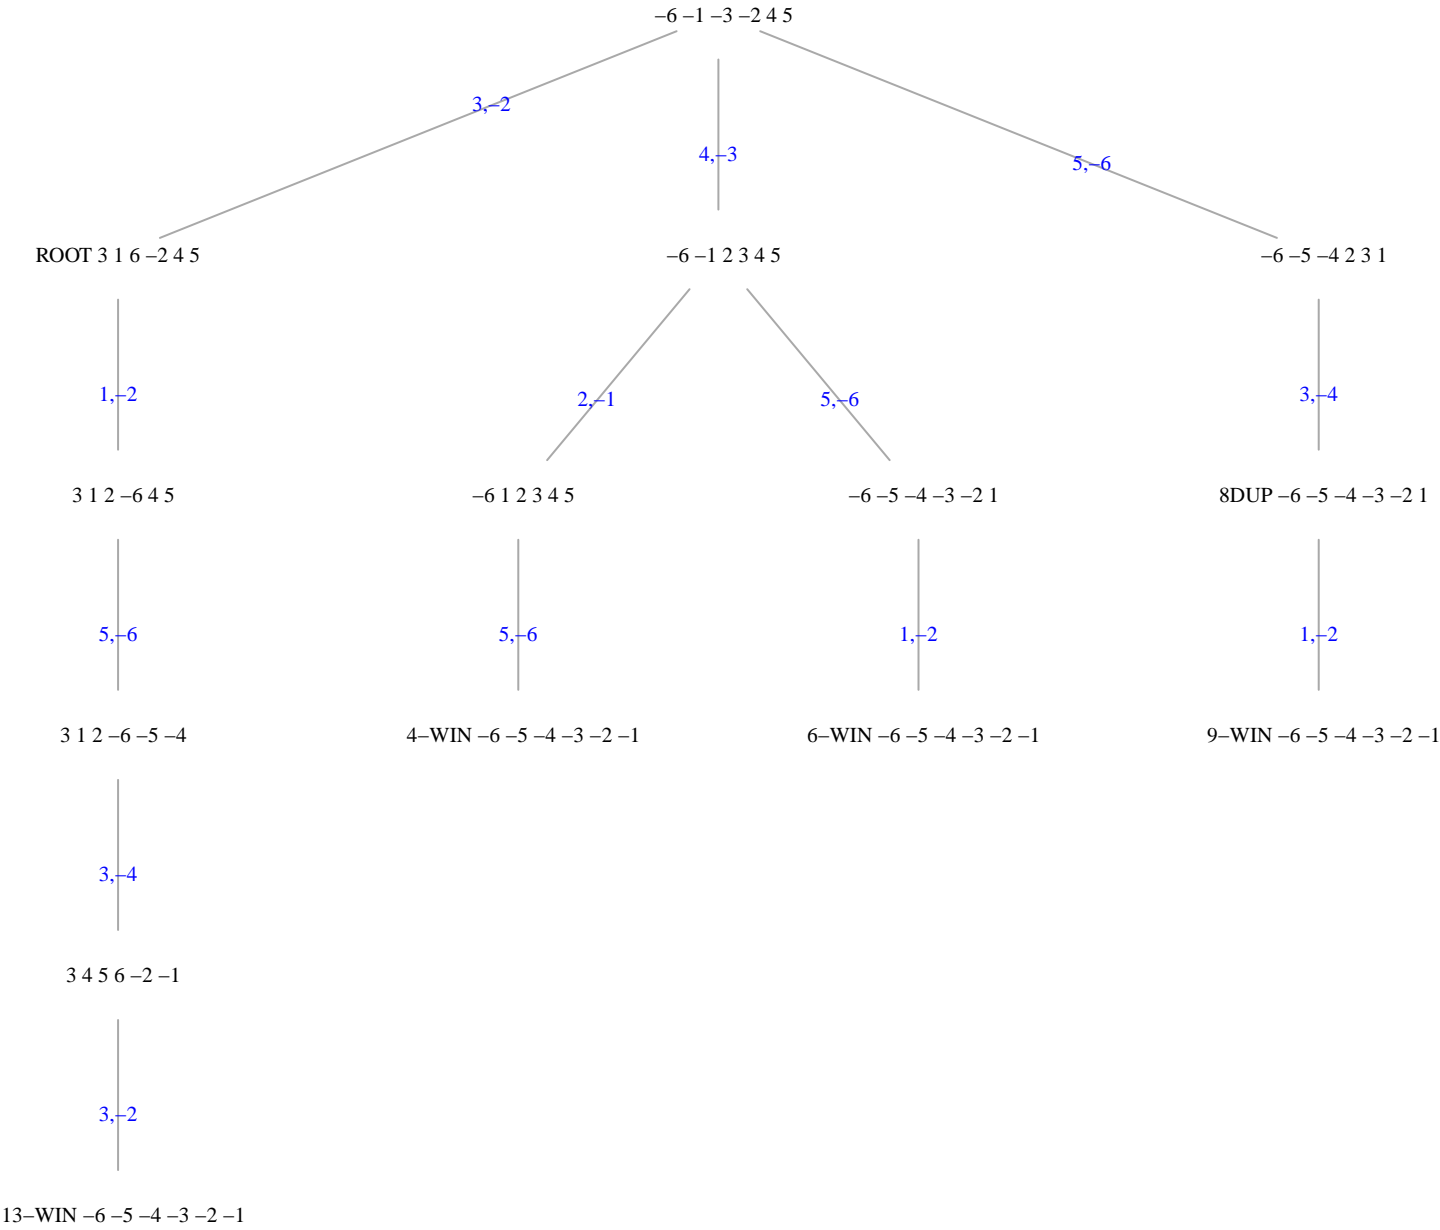 –6 –1 –3 –2 4 5
3,–2
4,–3
5,–6
ROOT 3 1 6 –2 4 5
–6 –1 2 3 4 5
–6 –5 –4 2 3 1
1,–2
2,–1
5,–6
3,–4
3 1 2 –6 4 5
–6 1 2 3 4 5
–6 –5 –4 –3 –2 1
8DUP –6 –5 –4 –3 –2 1
5,–6
5,–6
1,–2
1,–2
3 1 2 –6 –5 –4
4–WIN –6 –5 –4 –3 –2 –1
6–WIN –6 –5 –4 –3 –2 –1
9–WIN –6 –5 –4 –3 –2 –1
3,–4
3 4 5 6 –2 –1
3,–2
13–WIN –6 –5 –4 –3 –2 –1